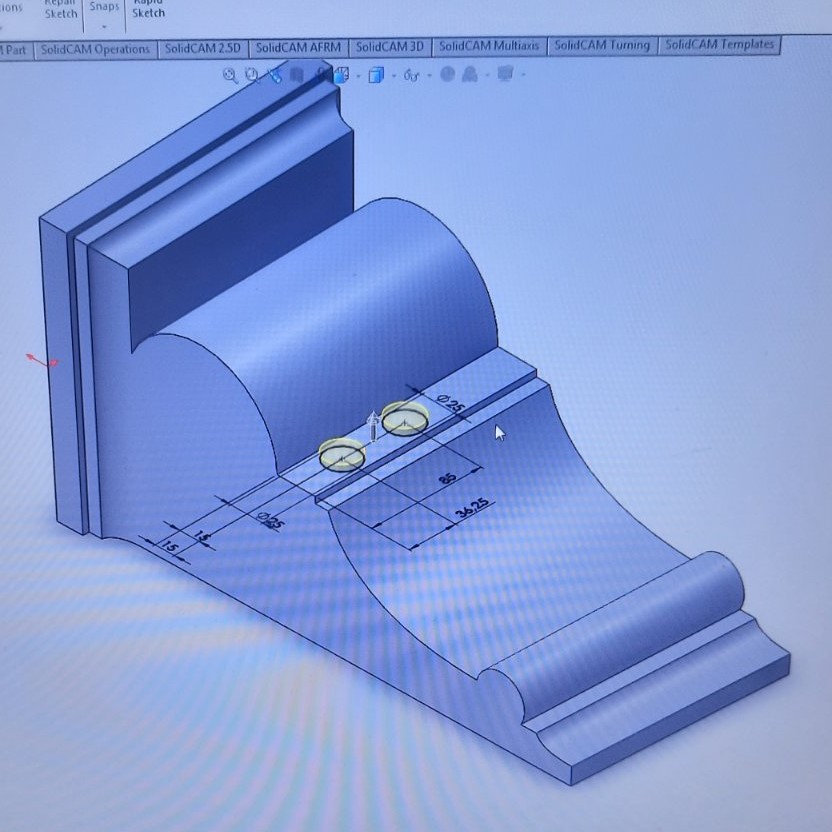 Repair
Sketch
Snaps
Rapid
Sketch
Part
SolidCAM Operations
SolidCAM 2.5D
SolidCAM AFRM
SolidCAM 3D
SolidCAM Multiaxis
SolidCAM Turning
SolidCAM Templates
Ø25
85
36,25
Ø25
15
15